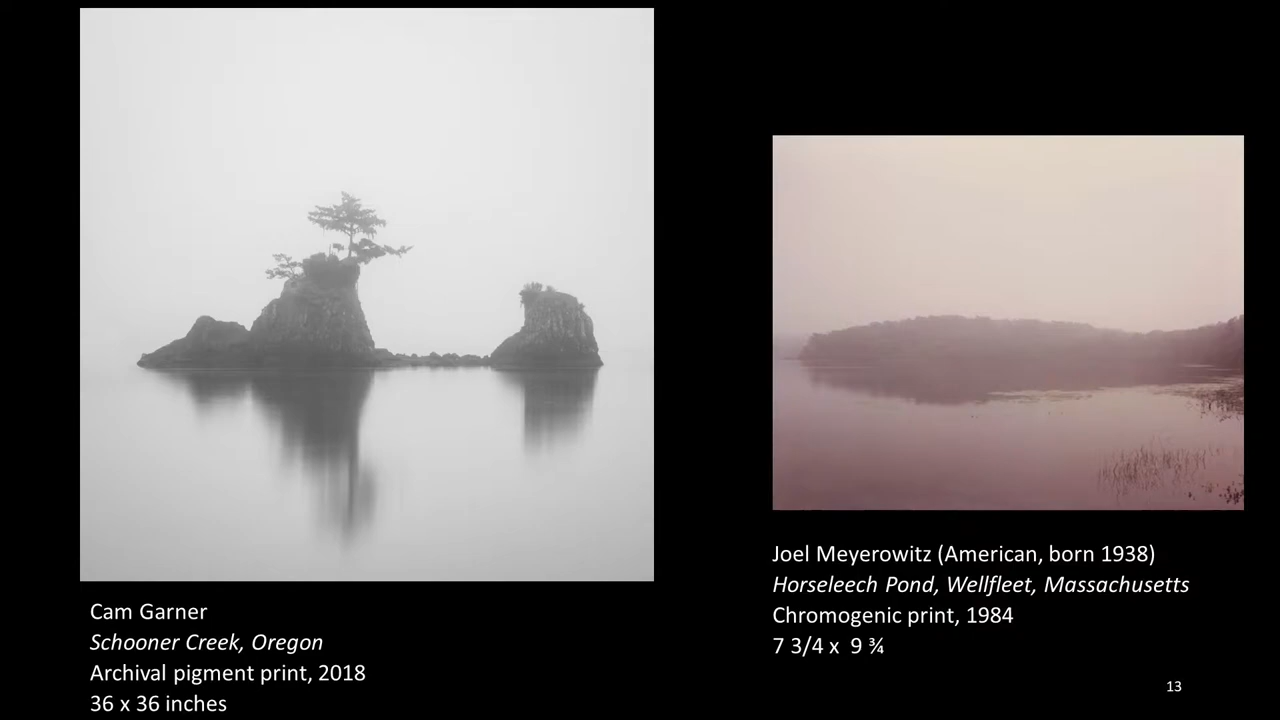 Cam Garner
Schooner Creek, Oregon
Archival pigment print, 2018
36 x 36 inches
Joel Meyerowitz (American, born 1938)
Horseleech Pond, Wellfleet, Massachusetts
Chromogenic print, 1984
7 3/4 x  9 ¾
13